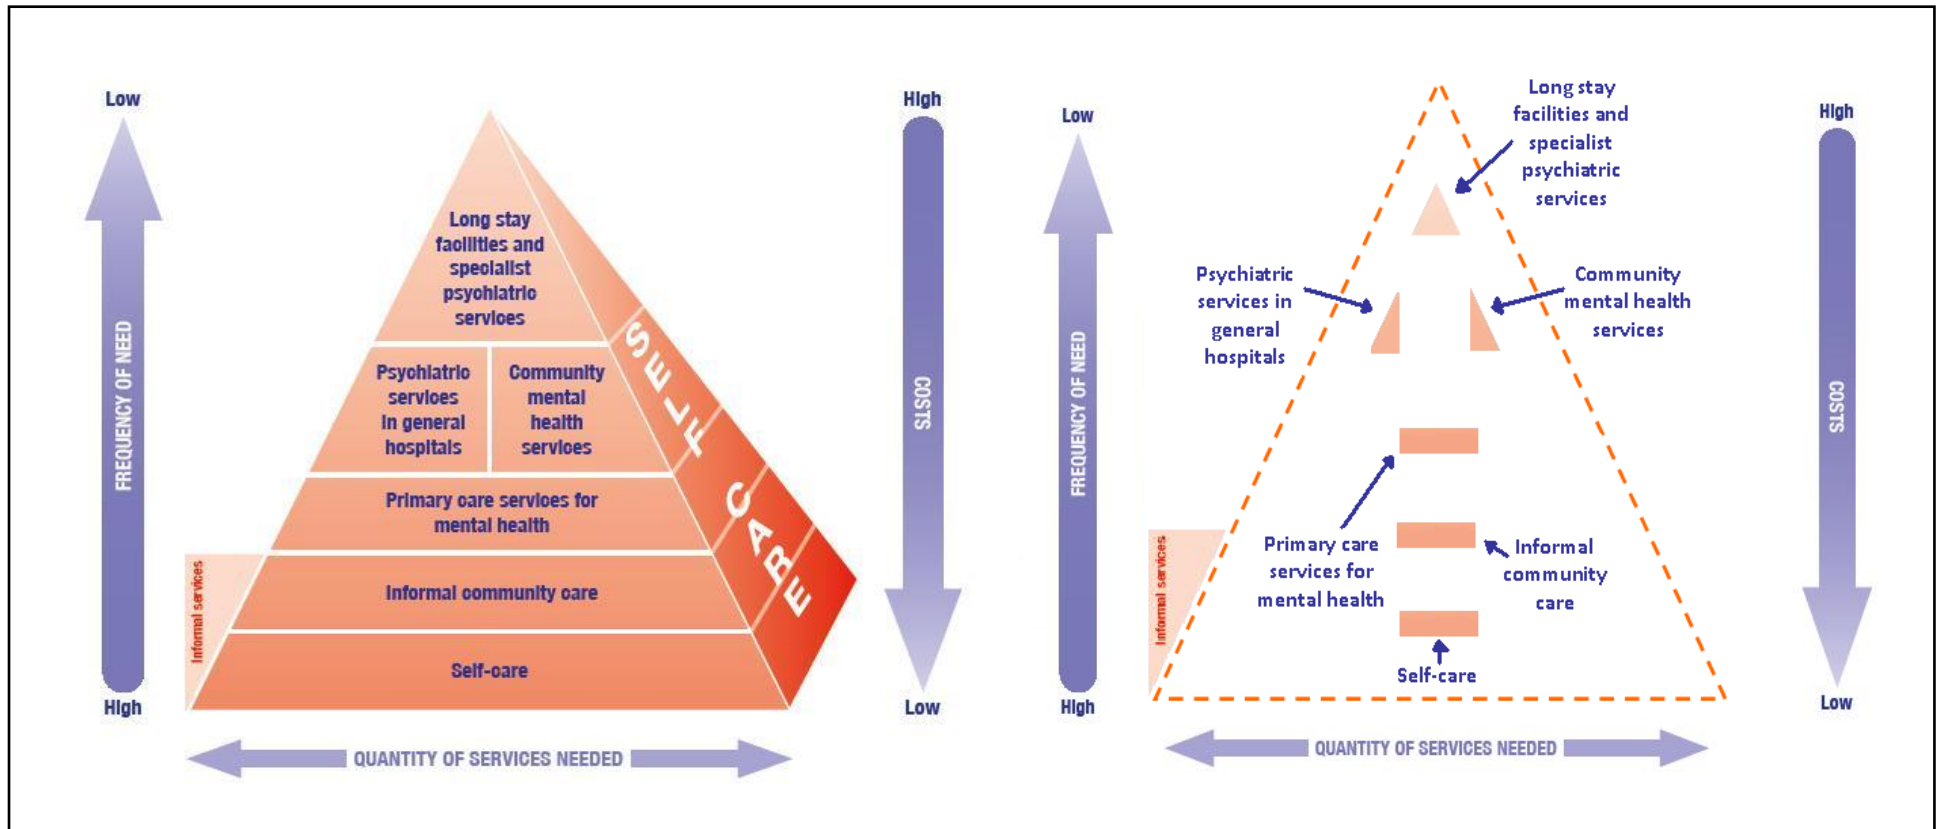 Low
FREQUENCY OF NEED
High
Long stay
facilities and
specialist
psychiatric
services
Psychiatric
services
in general
hospitals
Community
mental
health
services
Primary care services for
mental health
Informal community care
Self-care
Informal services
SELF CARE
High
COSTS
Low
QUANTITY OF SERVICES NEEDED
Low
FREQUENCY OF NEED
High
Long stay
facilities and
specialist
psychiatric
services
Psychiatric
services in
general
hospitals
Community
mental health
services
Primary care
services for
mental health
Informal
community
care
Self-care
Informal services
High
COSTS
Low
QUANTITY OF SERVICES NEEDED